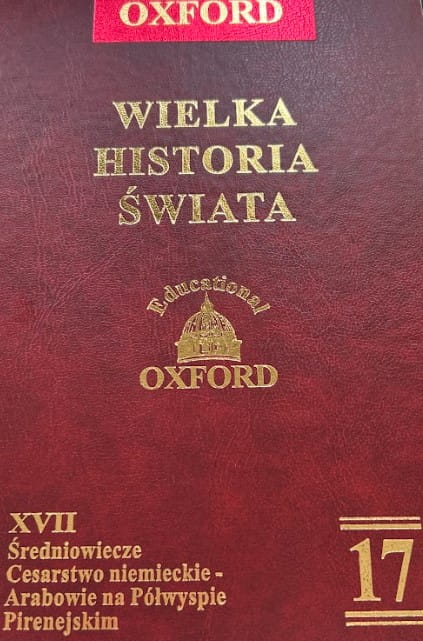 OXFORD
WIELKA
HISTORIA
ŚWIATA
Educational
OXFORD
XVII
Średniowiecze
Cesarstwo niemieckie -
Arabowie na Półwyspie
Pirenejskim
17